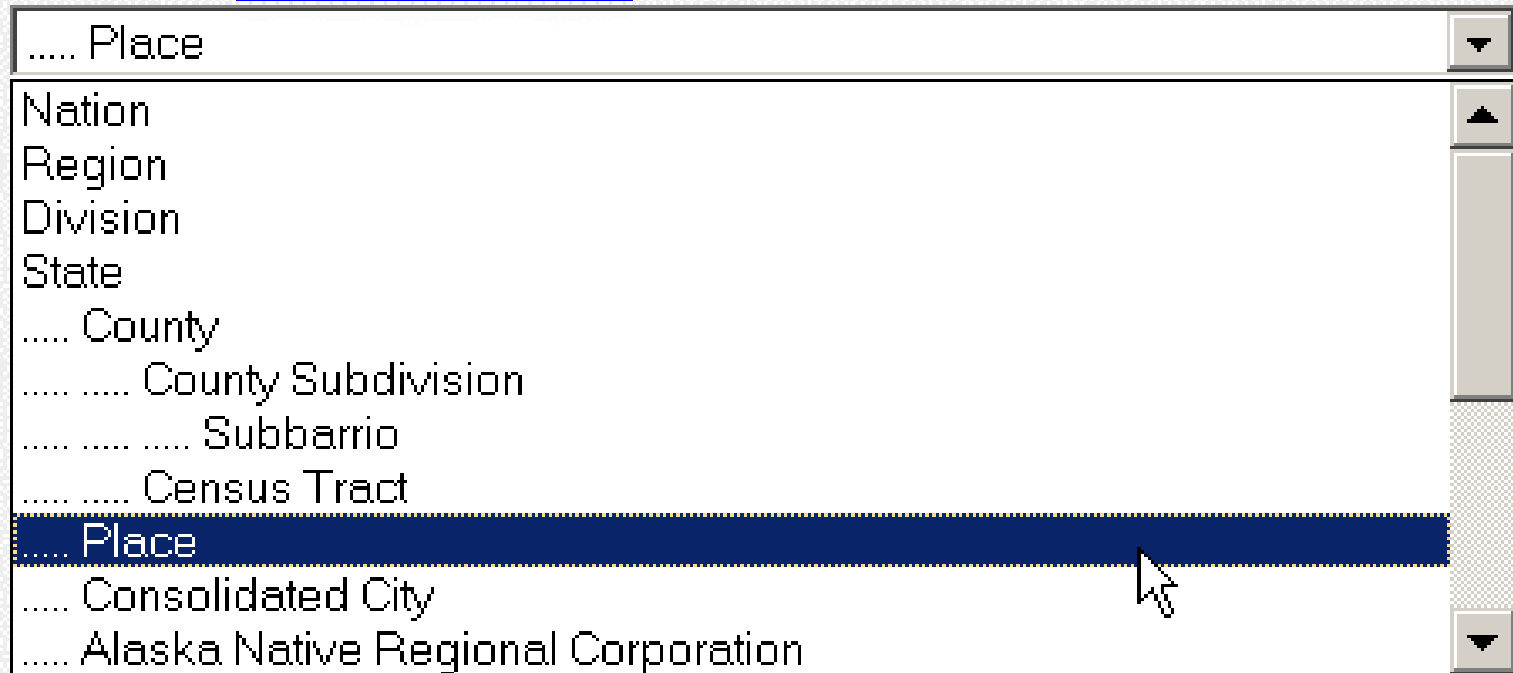 ..... Place
Nation
Region
Division
State
..... County
..... ..... County Subdivision
..... ..... ..... Subbarrio
..... ..... Census Tract
..... Place
..... Consolidated City
..... Alaska Native Regional Corporation